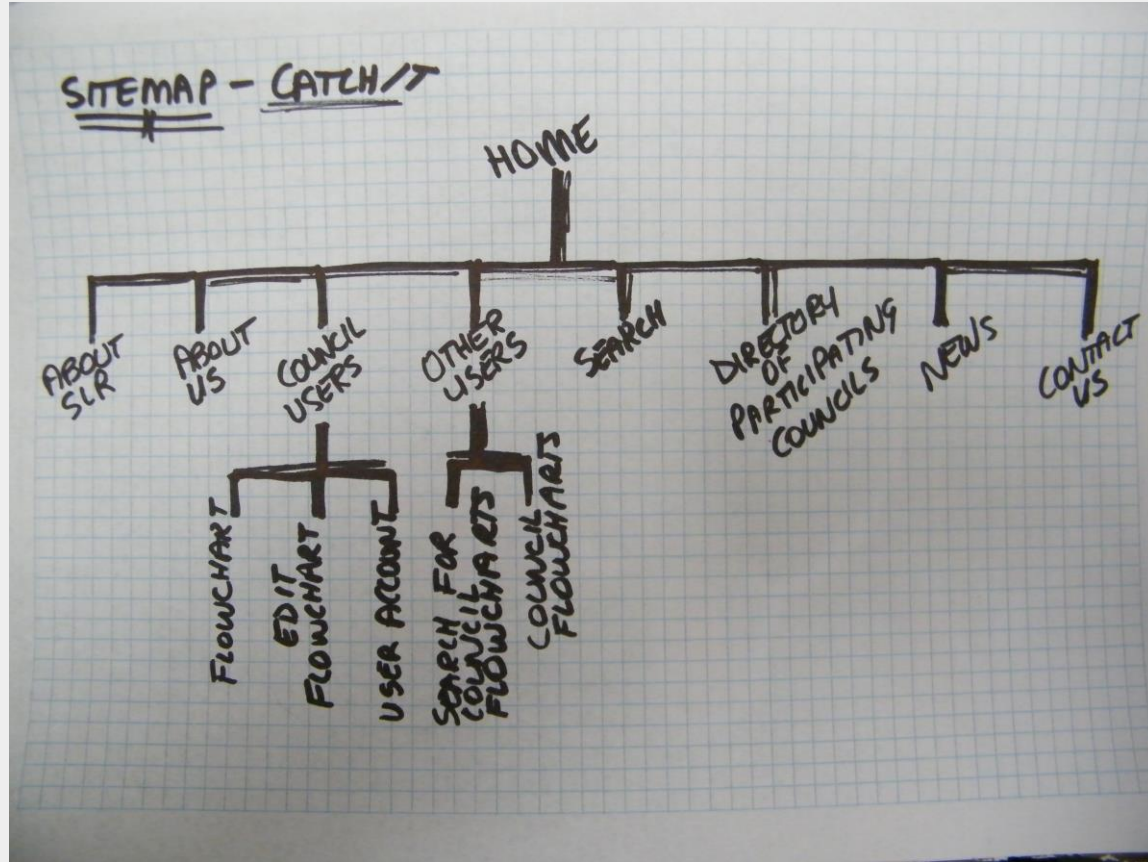 SITEMAP - CATCH/T
HOME
ABOUT
SLR
ABOUT
US
COUNCIL
USERS
OTHER
USERS
SEARCH
DIRECTORY
OF
PARTICIPATING
COUNCILS
NEWS
CONTACT
US
FLOWCHART
EDIT
FLOWCHART
USER ACCOUNT
SEARCH FOR
COUNCIL
FLOWCHARTS
COUNCIL
FLOWCHARTS